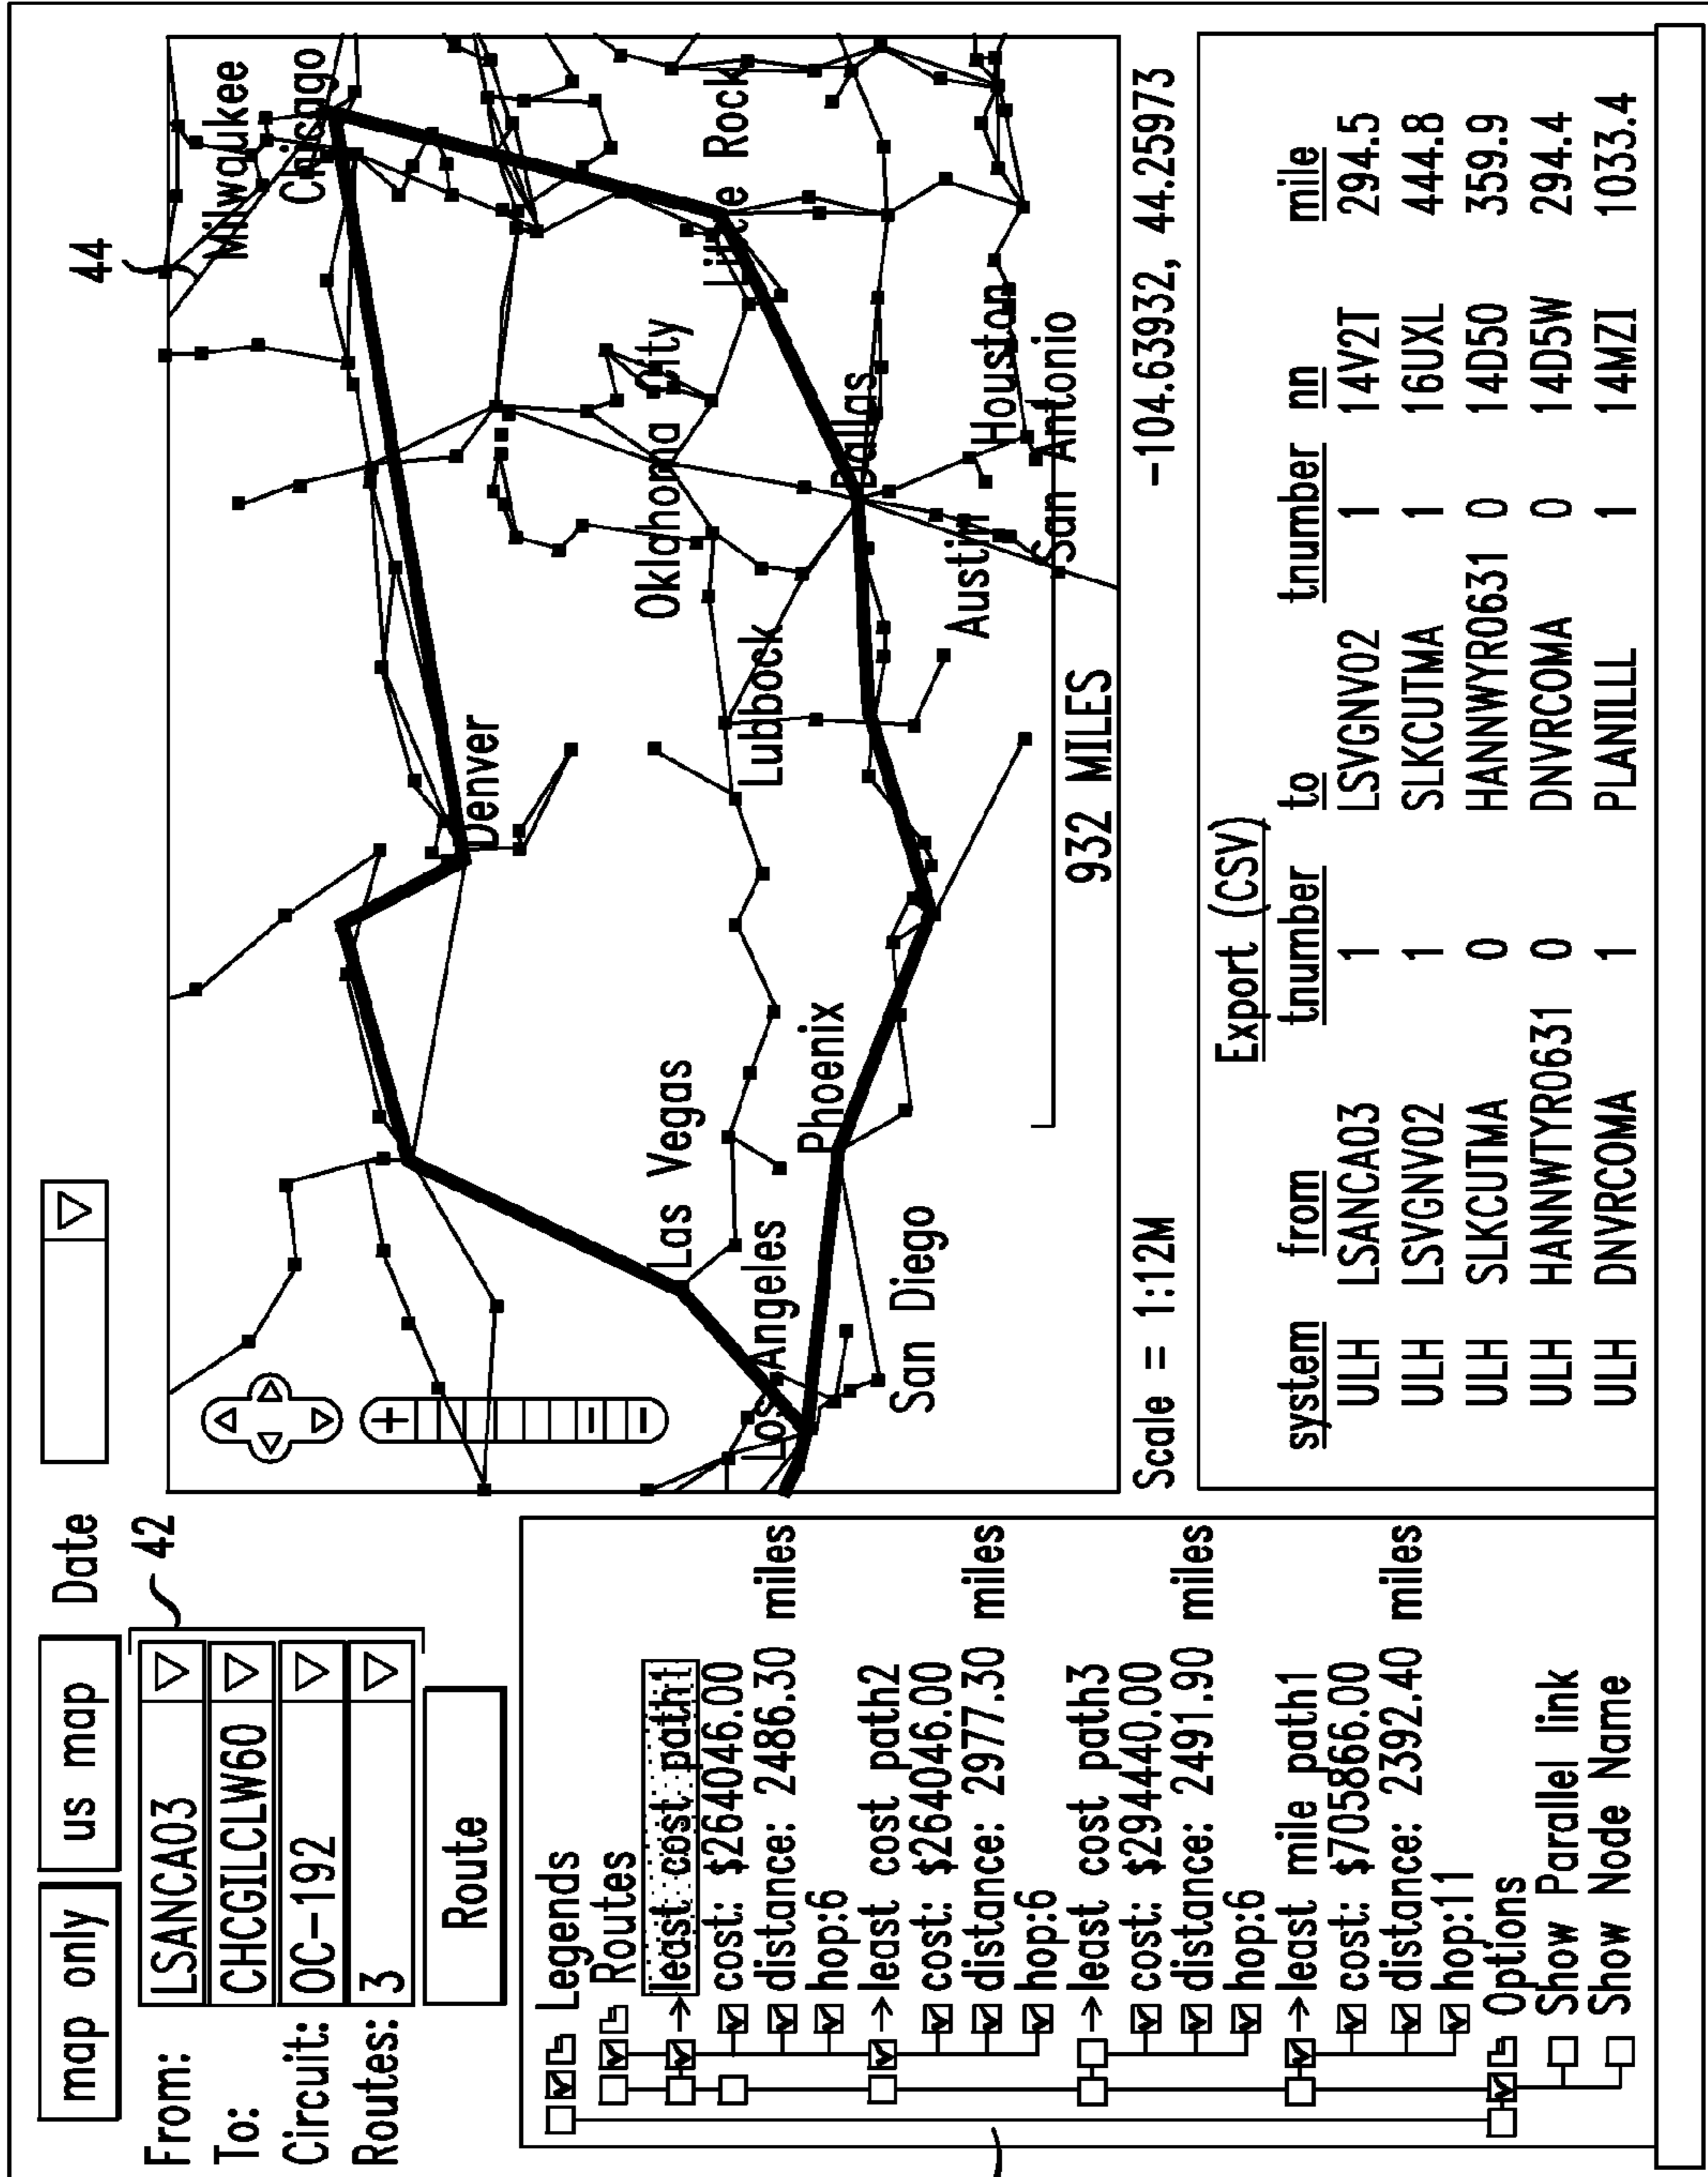 map only
us map
Date
From: LSANCA03
To: CHCGILCLW60
Circuit: OC-192
Routes: 3
42
Route
Legends
Routes
least cost path1
cost: $264046.00
distance: 2486.30 miles
hop:6
least cost path2
cost: $264046.00
distance: 2977.30 miles
hop:6
least cost path3
cost: $294440.00
distance: 2491.90 miles
hop:6
least mile path1
cost: $705866.00
distance: 2392.40 miles
hop:11
Options
Show Parallel link
Show Node Name
44
Milwaukee
Chicago
Denver
Las Vegas
Los Angeles
San Diego
Phoenix
Lubbock
Oklahoma City
Little Rock
Dallas
Austin
Houston
San Antonio
932 MILES
Scale = 1:12M
-104.63932, 44.25973
Export (CSV)
system from tnumber to tnumber nn mile
ULH LSANCA03 1 LSVGNV02 1 14V2T 294.5
ULH LSVGNV02 1 SLKCUTMA 1 16UXL 444.8
ULH SLKCUTMA 0 HANNWYR0631 0 14D50 359.9
ULH HANNWTYR0631 0 DNVRCOMA 0 14D5W 294.4
ULH DNVRCOMA 1 PLANILLL 1 14MZI 1033.4